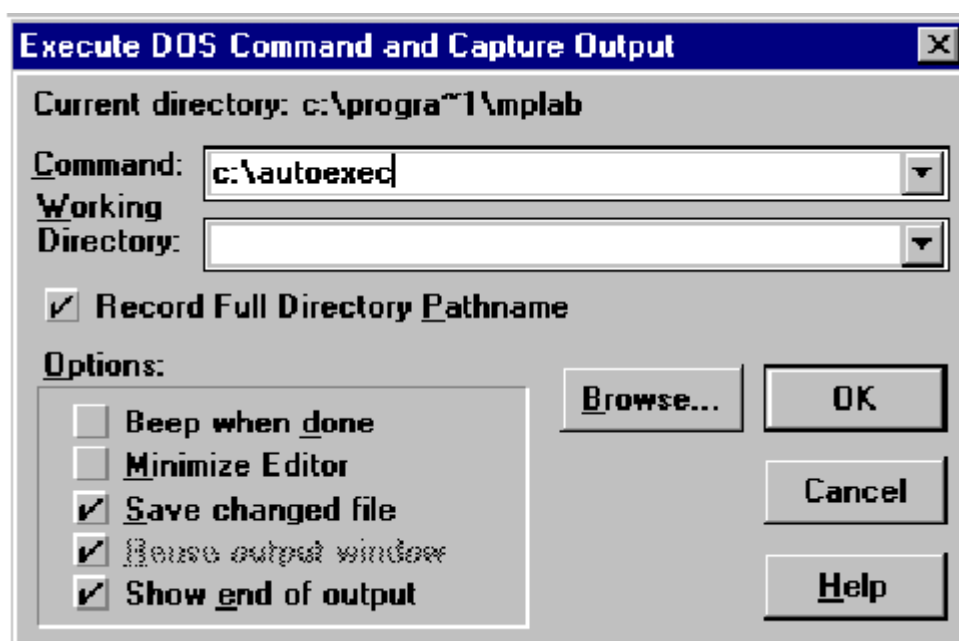 Execute DOS Command and Capture Output
Current directory: c:\progra~1\mplab
Command:
c:\autoexec
Working
Directory:
Record Full Directory Pathname
Options:
Beep when done
Minimize Editor
Save changed file
Reuse output window
Show end of output
Browse...
OK
Cancel
Help